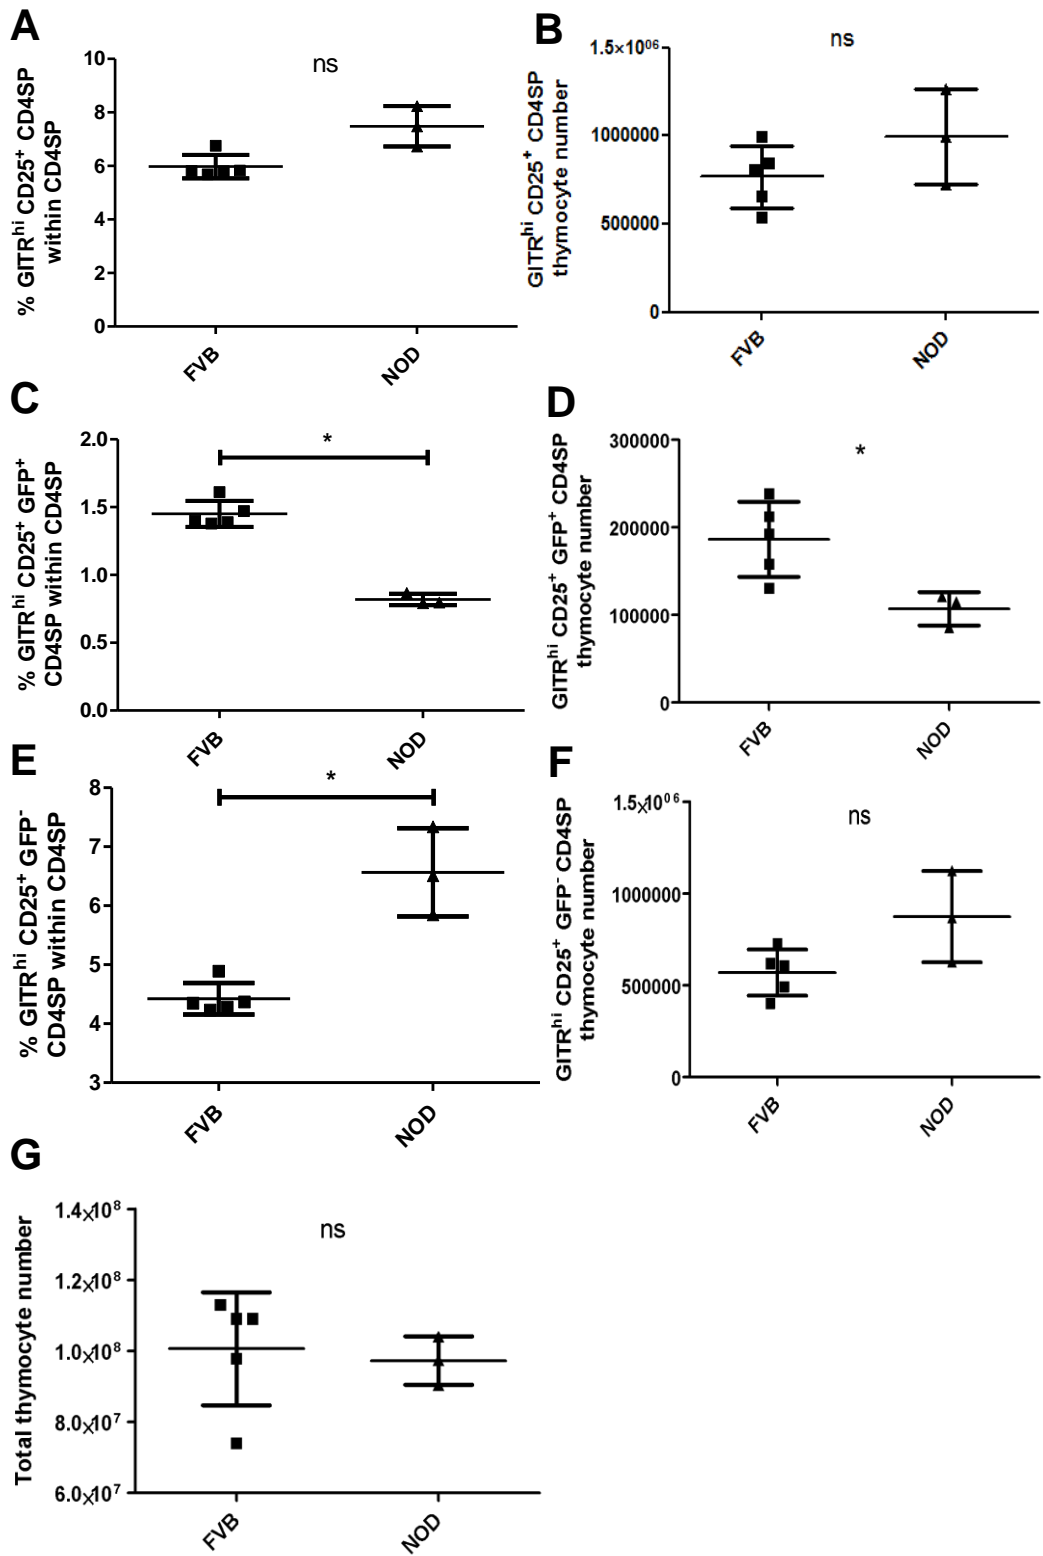 A
% GITRhi CD25+ CD4SP
within CD4SP
10
8
6
4
2
0
ns
FVB
NOD
B
GITRhi CD25+ CD4SP
thymocyte number
1.5×10⁰⁶
1000000
500000
0
ns
FVB
NOD
C
% GITRhi CD25+ GFP+
CD4SP within CD4SP
2.0
1.5
1.0
0.5
0.0
*
FVB
NOD
D
GITRhi CD25+ GFP+ CD4SP
thymocyte number
300000
200000
100000
0
*
FVB
NOD
E
% GITRhi CD25+ GFP-
CD4SP within CD4SP
8
7
6
5
4
3
*
FVB
NOD
F
GITRhi CD25+ GFP- CD4SP
thymocyte number
1.5×10⁰⁶
1000000
500000
0
ns
FVB
NOD
G
Total thymocyte number
1.4×10⁸
1.2×10⁸
1.0×10⁸
8.0×10⁷
6.0×10⁷
ns
FVB
NOD